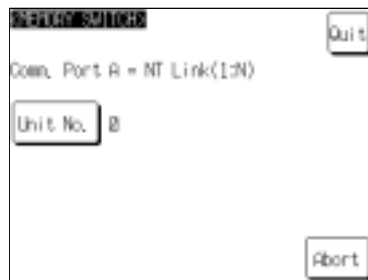 <MEMORY SWITCH>
Quit
Comm. Port A = NT Link(1:N)
Unit No. 0
Abort